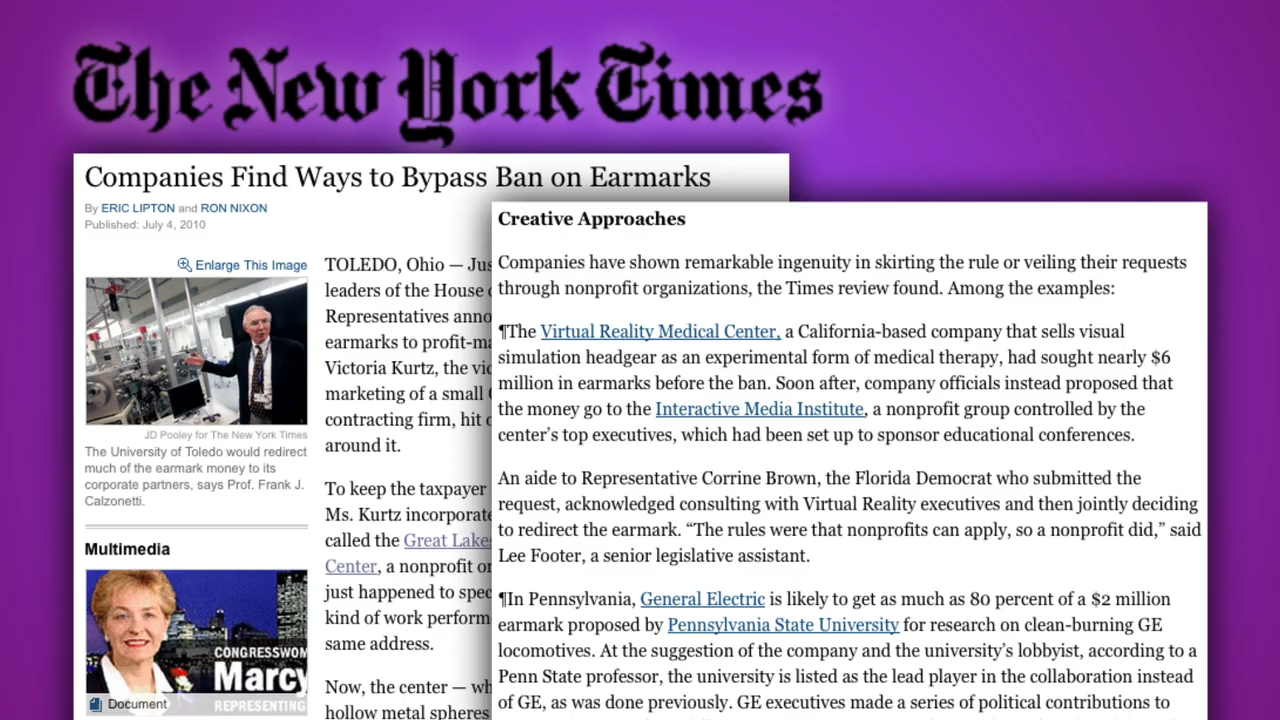 The New York Times
Companies Find Ways to Bypass Ban on Earmarks
By ERIC LIPTON and RON NIXON
Published: July 4, 2010
Enlarge This Image
JD Pooley for The New York Times
The University of Toledo would redirect
much of the earmark money to its
corporate partners, says Prof. Frank J.
Calzonetti.
Multimedia
CONGRESSWOM
Marcy
REPRESENTING
Document
TOLEDO, Ohio — Jus
leaders of the House
Representatives anno
earmarks to profit-ma
Victoria Kurtz, the vic
marketing of a small
contracting firm, hit
around it.
To keep the taxpayer
Ms. Kurtz incorporate
called the Great Lake
Center, a nonprofit or
just happened to spec
kind of work perform
same address.
Now, the center — wh
hollow metal spheres
Creative Approaches
Companies have shown remarkable ingenuity in skirting the rule or veiling their requests
through nonprofit organizations, the Times review found. Among the examples:
¶The Virtual Reality Medical Center, a California-based company that sells visual
simulation headgear as an experimental form of medical therapy, had sought nearly $6
million in earmarks before the ban. Soon after, company officials instead proposed that
the money go to the Interactive Media Institute, a nonprofit group controlled by the
center's top executives, which had been set up to sponsor educational conferences.
An aide to Representative Corrine Brown, the Florida Democrat who submitted the
request, acknowledged consulting with Virtual Reality executives and then jointly deciding
to redirect the earmark. “The rules were that nonprofits can apply, so a nonprofit did,” said
Lee Footer, a senior legislative assistant.
¶In Pennsylvania, General Electric is likely to get as much as 80 percent of a $2 million
earmark proposed by Pennsylvania State University for research on clean-burning GE
locomotives. At the suggestion of the company and the university's lobbyist, according to a
Penn State professor, the university is listed as the lead player in the collaboration instead
of GE, as was done previously. GE executives made a series of political contributions to